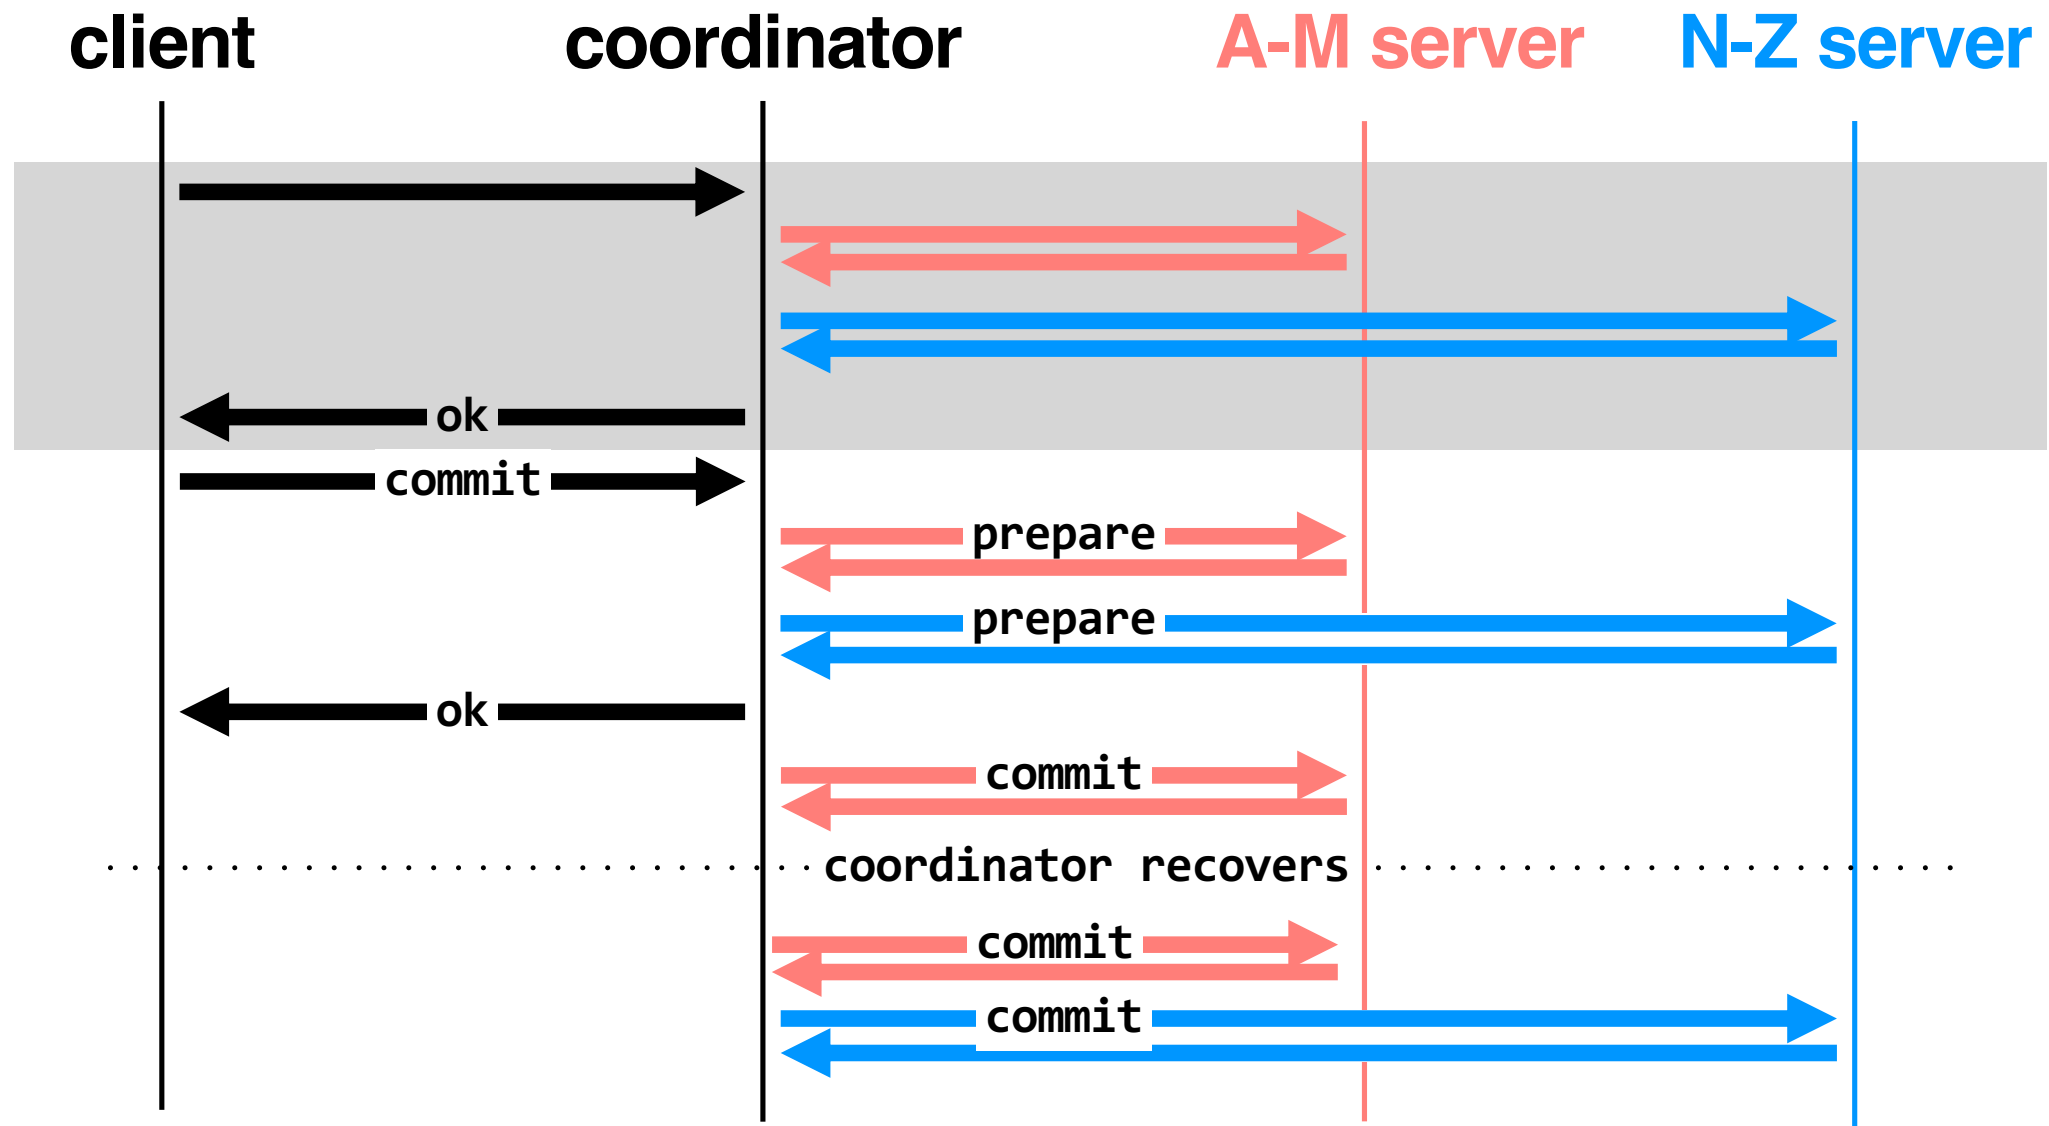 client coordinator A-M server N-Z server
ok
commit
prepare
prepare
ok
commit
coordinator recovers
commit
commit